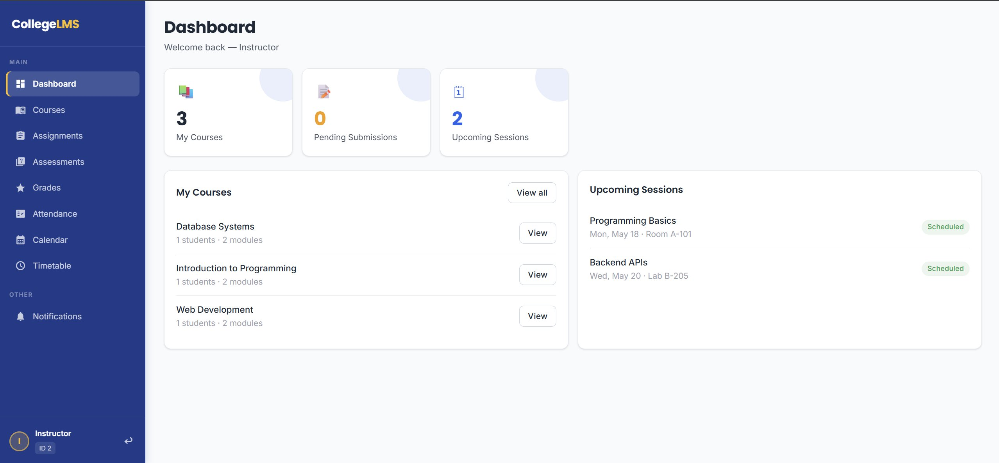 CollegeLMS
MAIN
Dashboard
Courses
Assignments
Assessments
Grades
Attendance
Calendar
Timetable
OTHER
Notifications
I
Instructor
ID 2
Dashboard
Welcome back — Instructor
3
My Courses
0
Pending Submissions
1
2
Upcoming Sessions
My Courses
View all
Database Systems
1 students · 2 modules
View
Introduction to Programming
1 students · 2 modules
View
Web Development
1 students · 2 modules
View
Upcoming Sessions
Programming Basics
Mon, May 18 · Room A-101
Scheduled
Backend APIs
Wed, May 20 · Lab B-205
Scheduled